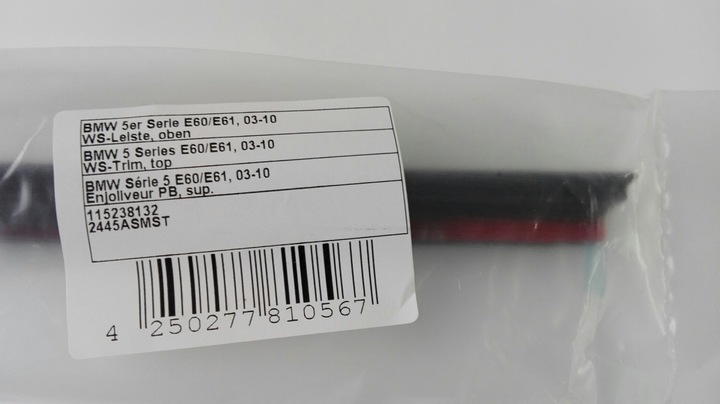 BMW 5er Serie E60/E61, 03-10
WS-Leiste, oben
BMW 5 Series E60/E61, 03-10
WS-Trim, top
BMW Série 5 E60/E61, 03-10
Enjoliveur PB, sup.
115238132
2445ASMST
4 250277 810567